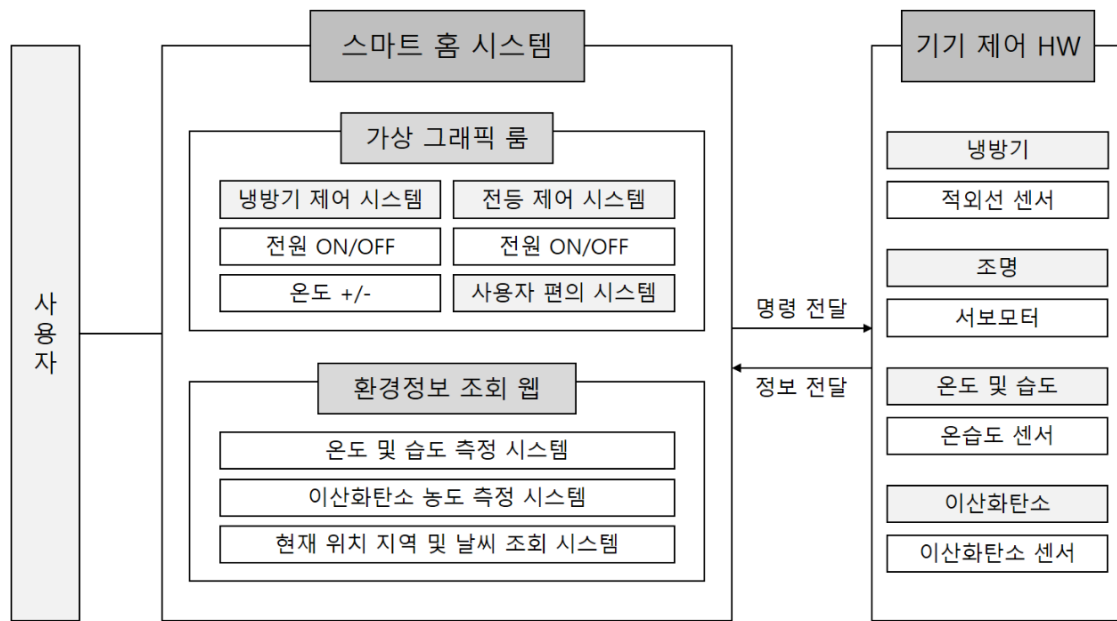 사용자
스마트 홈 시스템
가상 그래픽 룸
냉방기 제어 시스템
전원 ON/OFF
온도 +/-
전등 제어 시스템
전원 ON/OFF
사용자 편의 시스템
환경정보 조회 웹
온도 및 습도 측정 시스템
이산화탄소 농도 측정 시스템
현재 위치 지역 및 날씨 조회 시스템
명령 전달
정보 전달
기기 제어 HW
냉방기
적외선 센서
조명
서보모터
온도 및 습도
온습도 센서
이산화탄소
이산화탄소 센서